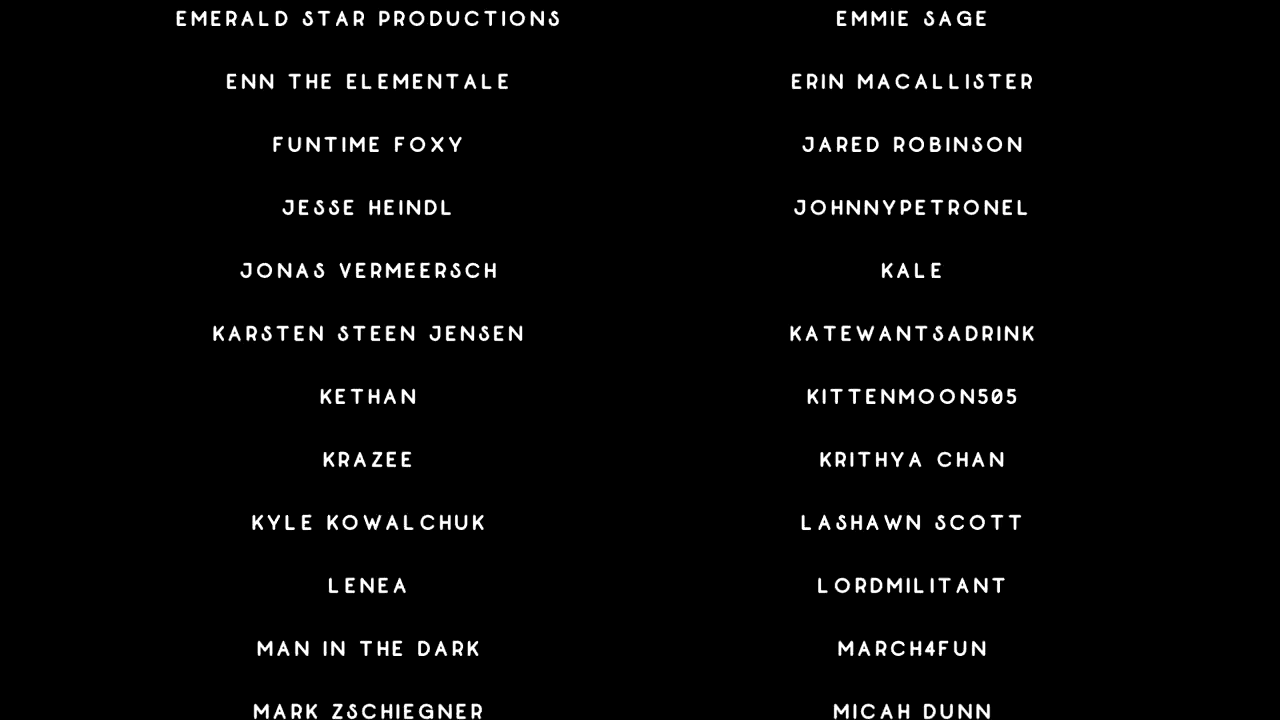 EMERALD STAR PRODUCTIONS EMMIE SAGE
ENN THE ELEMENTALE ERIN MACALLISTER
FUNTIME FOXY JARED ROBINSON
JESSE HEINDL JOHNNYPETRONEL
JONAS VERMEERSCH KALE
KARSTEN STEEN JENSEN KATEWANTSADRINK
KETHAN KITTENMOON505
KRAZEE KRITHYA CHAN
KYLE KOWALCHUK LASHAWN SCOTT
LENEA LORDMILITANT
MAN IN THE DARK MARCH4FUN
MARK ZSCHIEGNER MICAH DUNN